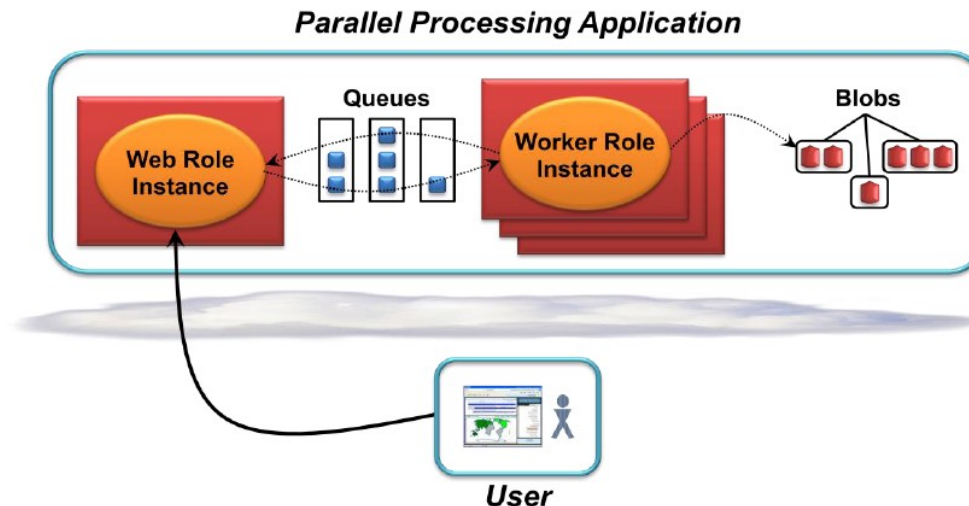 Parallel Processing Application
Queues
Blobs
Web Role
Instance
Worker Role
Instance
User